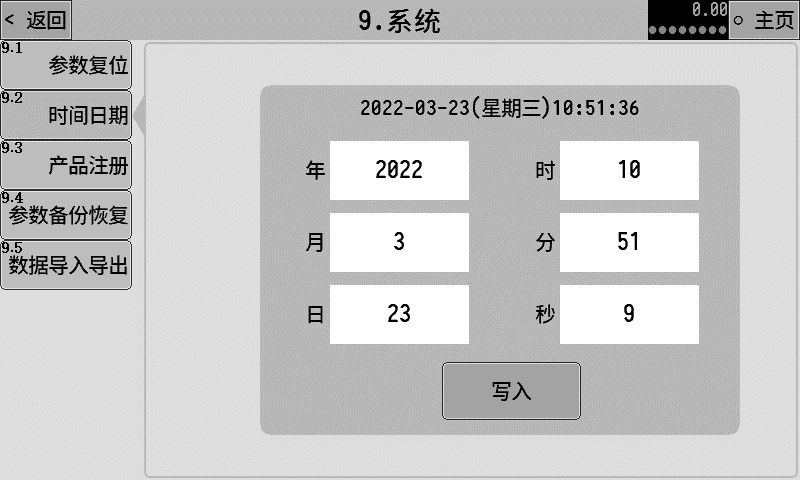 < 返回
9.系统
0.00
主页
9.1
参数复位
9.2
时间日期
9.3
产品注册
9.4
参数备份恢复
9.5
数据导入导出
2022-03-23(星期三)10:51:36
年 2022 时 10
月 3 分 51
日 23 秒 9
写入